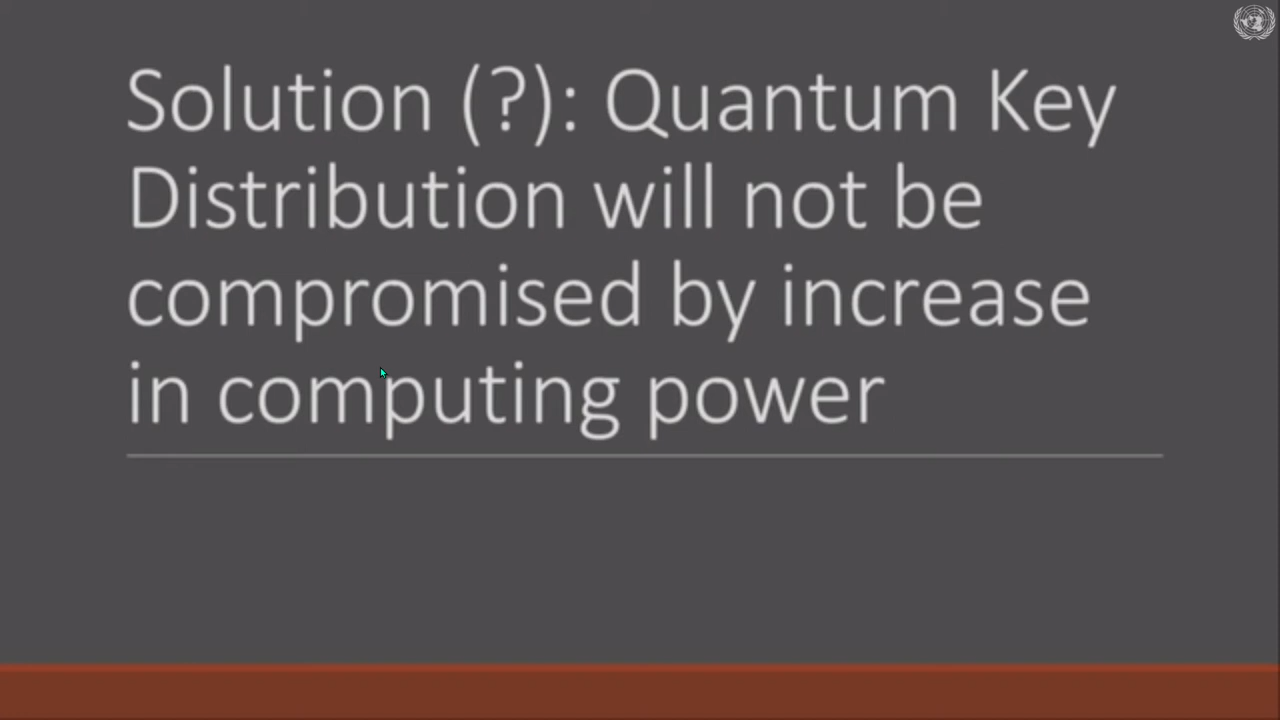 Solution (?): Quantum Key
Distribution will not be
compromised by increase
in computing power